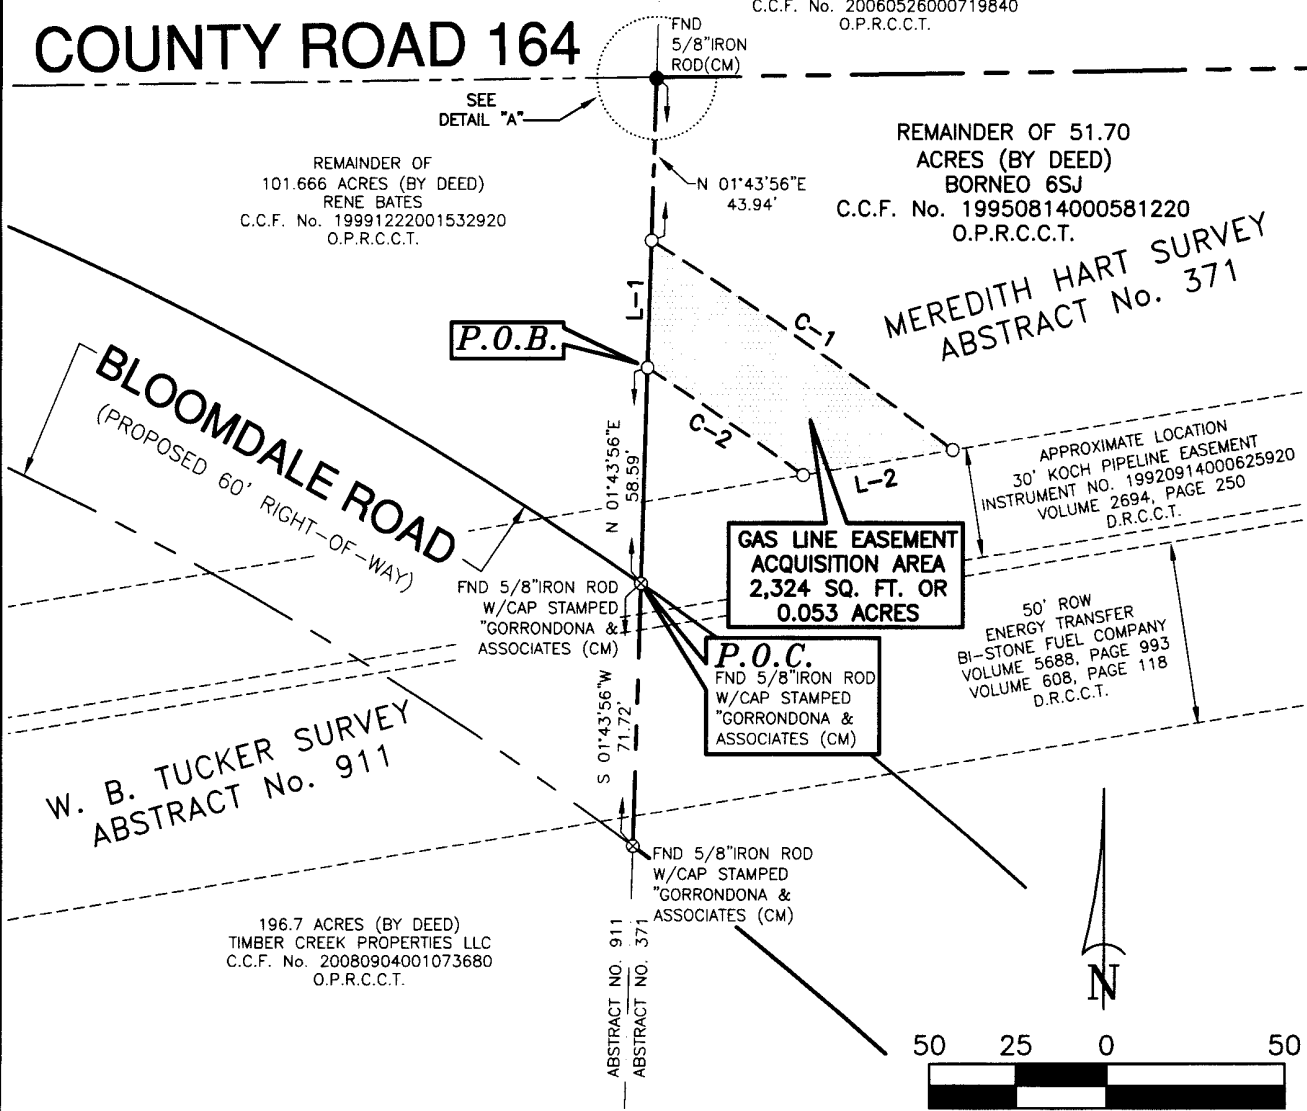 C.C.F. No. 20060526000719840
O.P.R.C.C.T.
COUNTY ROAD 164
FND
5/8"IRON
ROD(CM)
SEE
DETAIL "A"
REMAINDER OF
101.666 ACRES (BY DEED)
RENE BATES
C.C.F. No. 19991222001532920
O.P.R.C.C.T.
N 01°43'56"E
43.94'
REMAINDER OF 51.70
ACRES (BY DEED)
BORNEO 6SJ
C.C.F. No. 19950814000581220
O.P.R.C.C.T.
MEREDITH HART SURVEY
ABSTRACT No. 371
L-1
C-1
P.O.B.
C-2
L-2
BLOOMDALE ROAD
(PROPOSED 60' RIGHT-OF-WAY)
N 01°43'56"E
58.59'
APPROXIMATE LOCATION
30' KOCH PIPELINE EASEMENT
INSTRUMENT NO. 19920914000625920
VOLUME 2694, PAGE 250
D.R.C.C.T.
GAS LINE EASEMENT
ACQUISITION AREA
2,324 SQ. FT. OR
0.053 ACRES
FND 5/8"IRON ROD
W/CAP STAMPED
"GORRONDONA &
ASSOCIATES (CM)
50' ROW
ENERGY TRANSFER
BI-STONE FUEL COMPANY
VOLUME 5688, PAGE 993
VOLUME 608, PAGE 118
D.R.C.C.T.
P.O.C.
FND 5/8"IRON ROD
W/CAP STAMPED
"GORRONDONA &
ASSOCIATES (CM)
S 01°43'56"W
71.72'
W. B. TUCKER SURVEY
ABSTRACT No. 911
FND 5/8"IRON ROD
W/CAP STAMPED
"GORRONDONA &
ASSOCIATES (CM)
196.7 ACRES (BY DEED)
TIMBER CREEK PROPERTIES LLC
C.C.F. No. 20080904001073680
O.P.R.C.C.T.
ABSTRACT NO. 911
ABSTRACT NO. 371
N
50 25 0 50